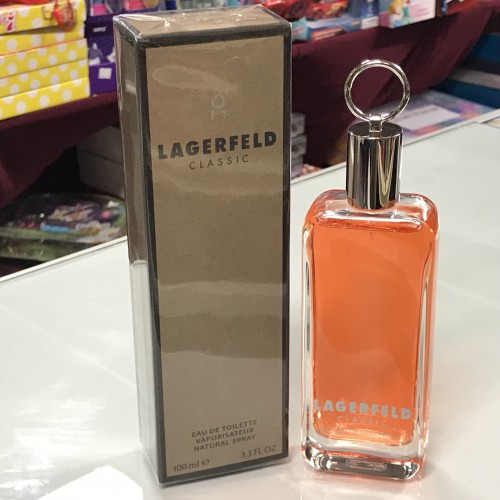 LAGERFELD
CLASSIC
EAU DE TOILETTE
VAPORISATEUR
NATURAL SPRAY
100 ml e 3.3 FL.OZ
LAGERFELD
CLASSIC